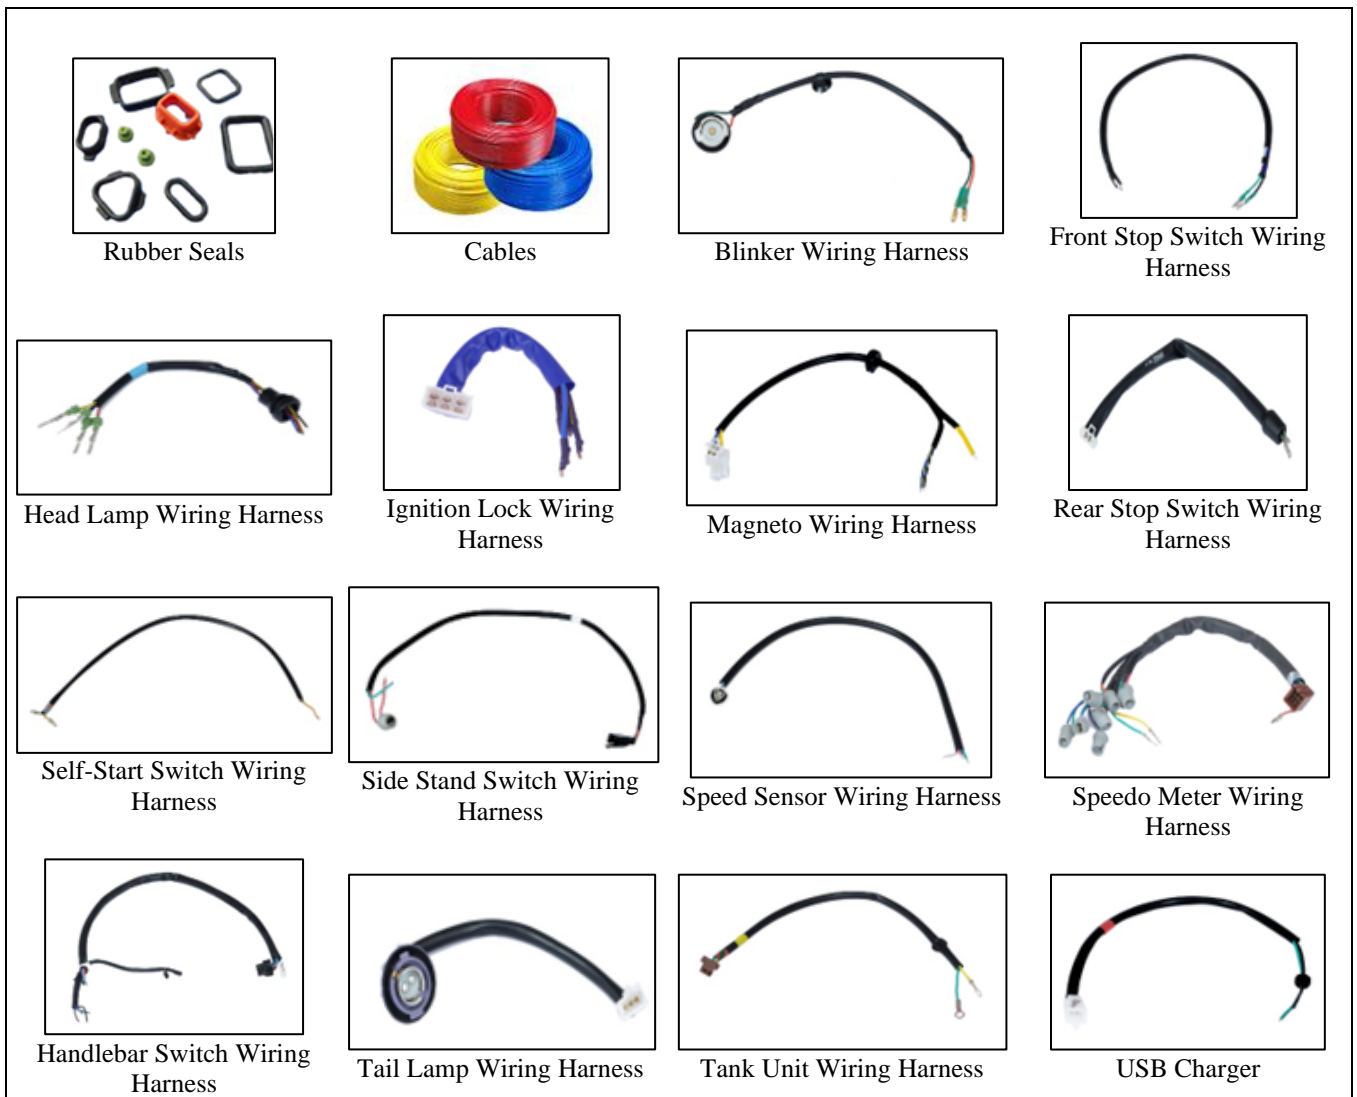 Rubber Seals
Cables
Blinker Wiring Harness
Front Stop Switch Wiring
Harness
Head Lamp Wiring Harness
Ignition Lock Wiring
Harness
Magneto Wiring Harness
Rear Stop Switch Wiring
Harness
Self-Start Switch Wiring
Harness
Side Stand Switch Wiring
Harness
Speed Sensor Wiring Harness
Speedo Meter Wiring
Harness
Handlebar Switch Wiring
Harness
Tail Lamp Wiring Harness
Tank Unit Wiring Harness
USB Charger